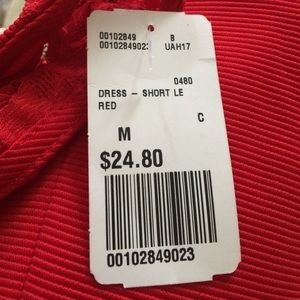 00102849 B
00102849023 UAH17
0480
DRESS – SHORT LE
RED
M C
$24.80
00102849023